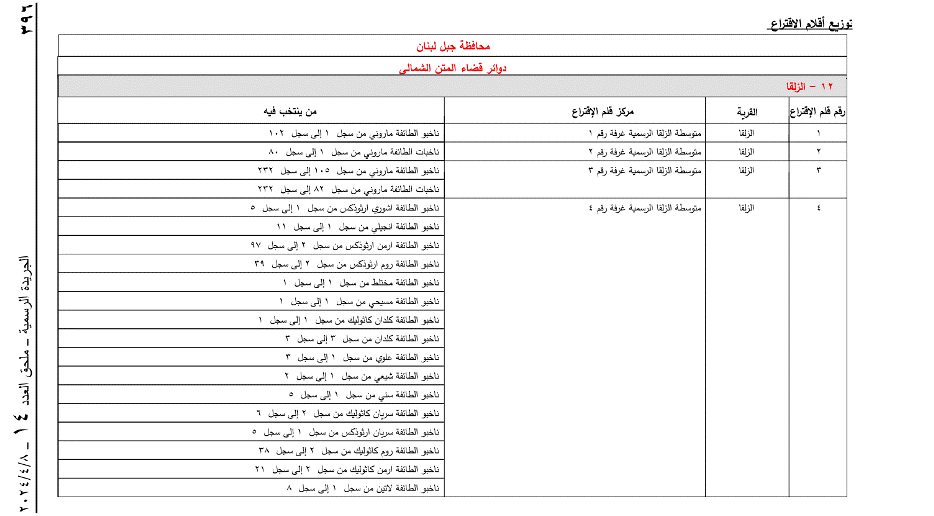 توزيع أقلام الإقتراع
محافظة جبل لبنان
دوائر قضاء المتن الشمالي
١٢ - الزلقا
رقم قلم الإقتراع القرية مركز قلم الإقتراع من ينتخب فيه
١ الزلقا متوسطة الزلقا الرسمية غرفة رقم ١ ناخبو الطائفة ماروني من سجل ١ إلى سجل ١٠٢
٢ الزلقا متوسطة الزلقا الرسمية غرفة رقم ٢ ناخبات الطائفة ماروني من سجل ١ إلى سجل ٨٠
٣ الزلقا متوسطة الزلقا الرسمية غرفة رقم ٣ ناخبو الطائفة ماروني من سجل ١٠٥ إلى سجل ٢٣٢
ناخبات الطائفة ماروني من سجل ٨٢ إلى سجل ٢٣٢
٤ الزلقا متوسطة الزلقا الرسمية غرفة رقم ٤ ناخبو الطائفة اشوري ارثوذكس من سجل ١ إلى سجل ٥
ناخبو الطائفة انجيلي من سجل ١ إلى سجل ١١
ناخبو الطائفة ارمن ارثوذكس من سجل ٢ إلى سجل ٩٧
ناخبو الطائفة روم ارثوذكس من سجل ٢ إلى سجل ٣٩
ناخبو الطائفة مختلط من سجل ١ إلى سجل ١
ناخبو الطائفة مسيحي من سجل ١ إلى سجل ١
ناخبو الطائفة كلدان كاثوليك من سجل ١ إلى سجل ١
ناخبو الطائفة كلدان من سجل ٣ إلى سجل ٣
ناخبو الطائفة علوي من سجل ١ إلى سجل ٣
ناخبو الطائفة شيعي من سجل ١ إلى سجل ٢
ناخبو الطائفة سني من سجل ١ إلى سجل ٥
ناخبو الطائفة سريان كاثوليك من سجل ٢ إلى سجل ٦
ناخبو الطائفة سريان ارثوذكس من سجل ١ إلى سجل ٥
ناخبو الطائفة روم كاثوليك من سجل ٢ إلى سجل ٣٨
ناخبو الطائفة ارمن كاثوليك من سجل ٢ إلى سجل ٢١
ناخبو الطائفة لاتين من سجل ١ إلى سجل ٨
٣٩٦
الجريدة الرسمية – ملحق العدد ١٤ – ٢٠٢٤/٤/٨